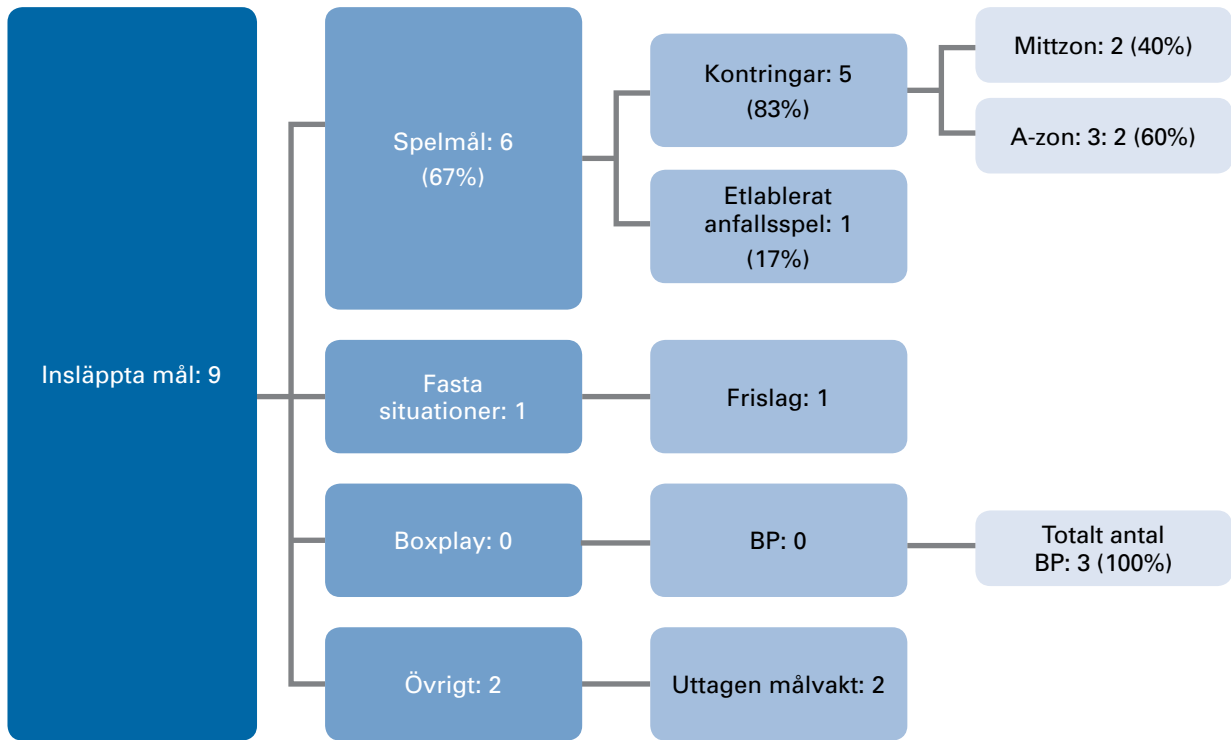 Insläppta mål: 9
Spelmål: 6
(67%)
Kontringar: 5
(83%)
Mittzon: 2 (40%)
A-zon: 3: 2 (60%)
Etlablerat
anfallsspel: 1
(17%)
Fasta
situationer: 1
Frislag: 1
Boxplay: 0
BP: 0
Totalt antal
BP: 3 (100%)
Övrigt: 2
Uttagen målvakt: 2